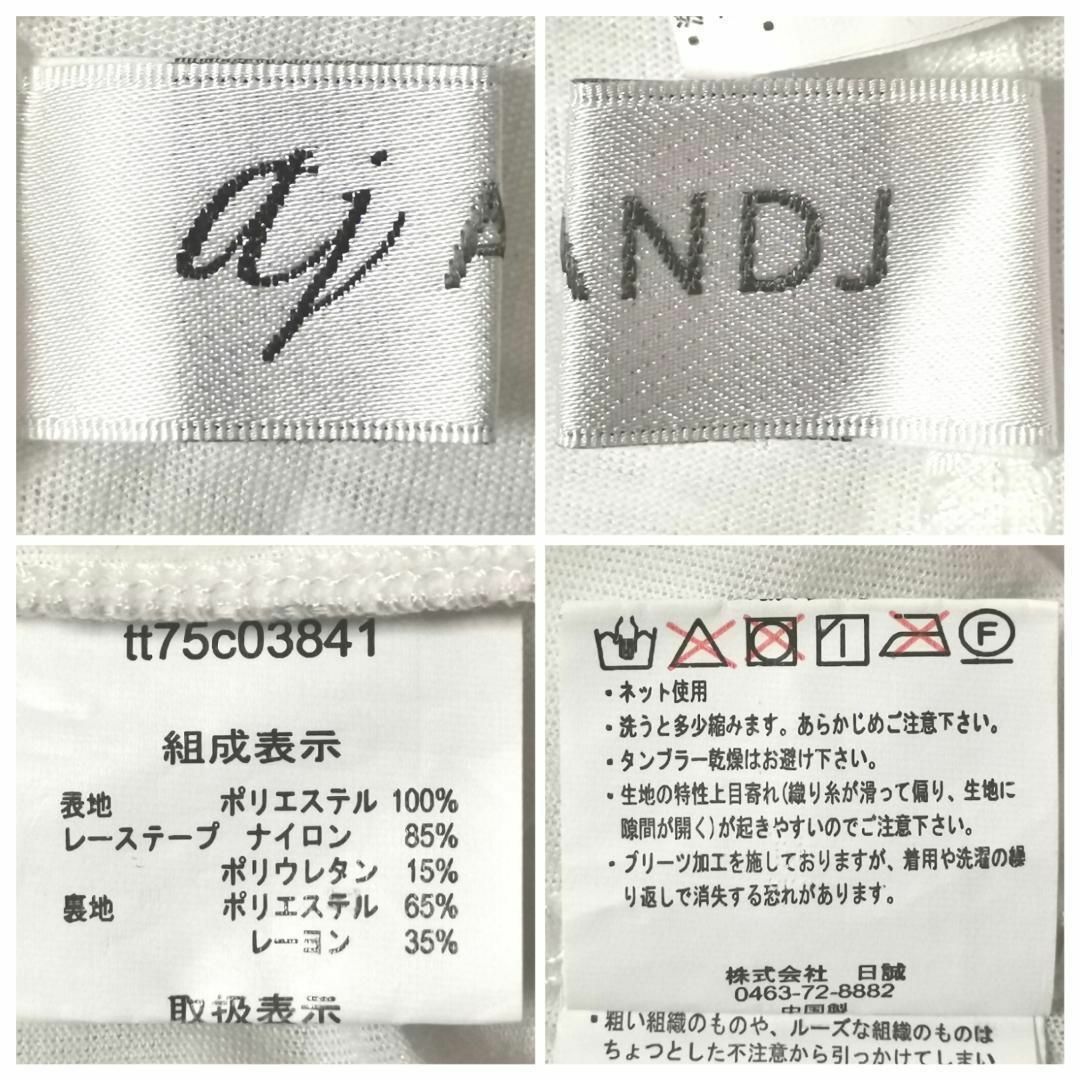 aj A
ANDJ
tt75c03841
組成表示
表地 ポリエステル 100%
レーステープ ナイロン 85%
ポリウレタン 15%
裏地 ポリエステル 65%
レーヨン 35%
取扱表示
F
・ネット使用
・洗うと多少縮みます。あらかじめご注意下さい。
・タンブラー乾燥はお避け下さい。
・生地の特性上目寄れ(織り糸が滑って偏り、生地に
隙間が開く)が起きやすいのでご注意下さい。
・プリーツ加工を施しておりますが、着用や洗濯の繰
り返しで消失する恐れがあります。
株式会社 日誠
0463-72-8882
中国製
・粗い組織のものや、ルーズな組織のものは
ちょっとした不注意から引っかけてしまい